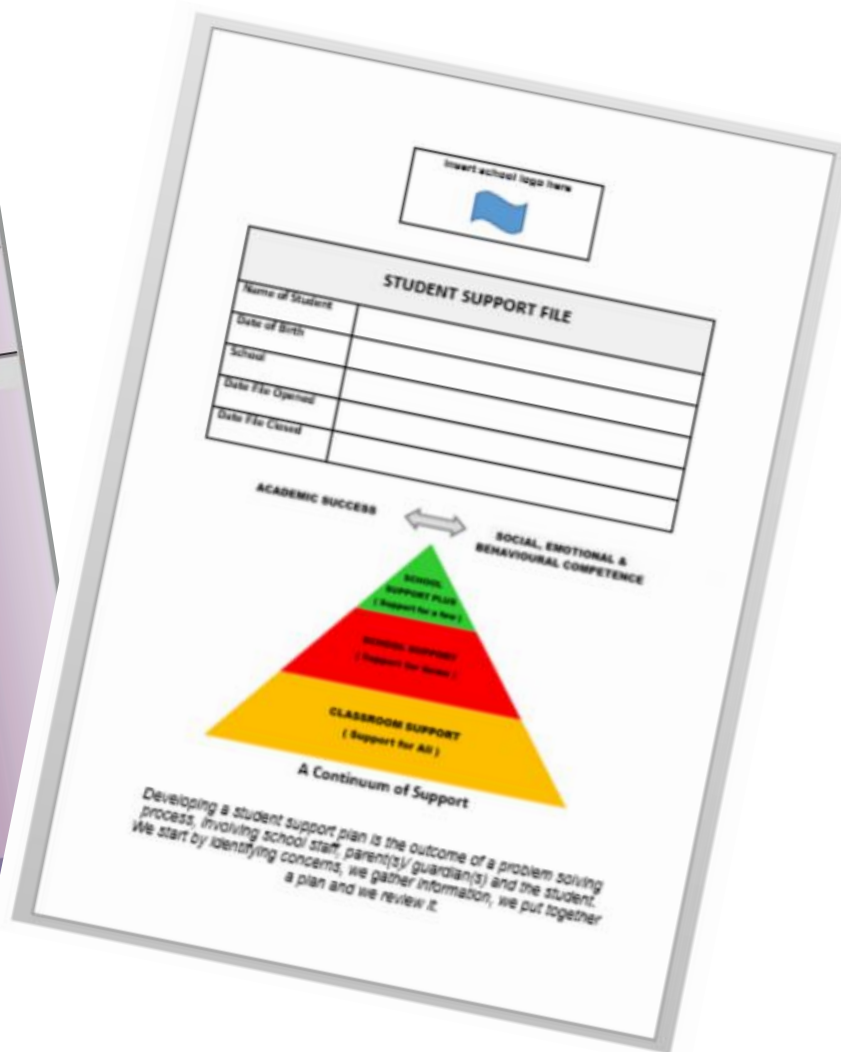 Insert school logo here
STUDENT SUPPORT FILE
Name of Student
Date of Birth
School
Date File Opened
Date File Closed
ACADEMIC SUCCESS
SOCIAL, EMOTIONAL &
BEHAVIOURAL COMPETENCE
SCHOOL
SUPPORT PLUS
( Support for a few )
SCHOOL SUPPORT
( Support for Some )
CLASSROOM SUPPORT
( Support for All )
A Continuum of Support
Developing a student support plan is the outcome of a problem solving
process, involving school staff, parent(s)/ guardian(s) and the student.
We start by identifying concerns, we gather information, we put together
a plan and we review it.